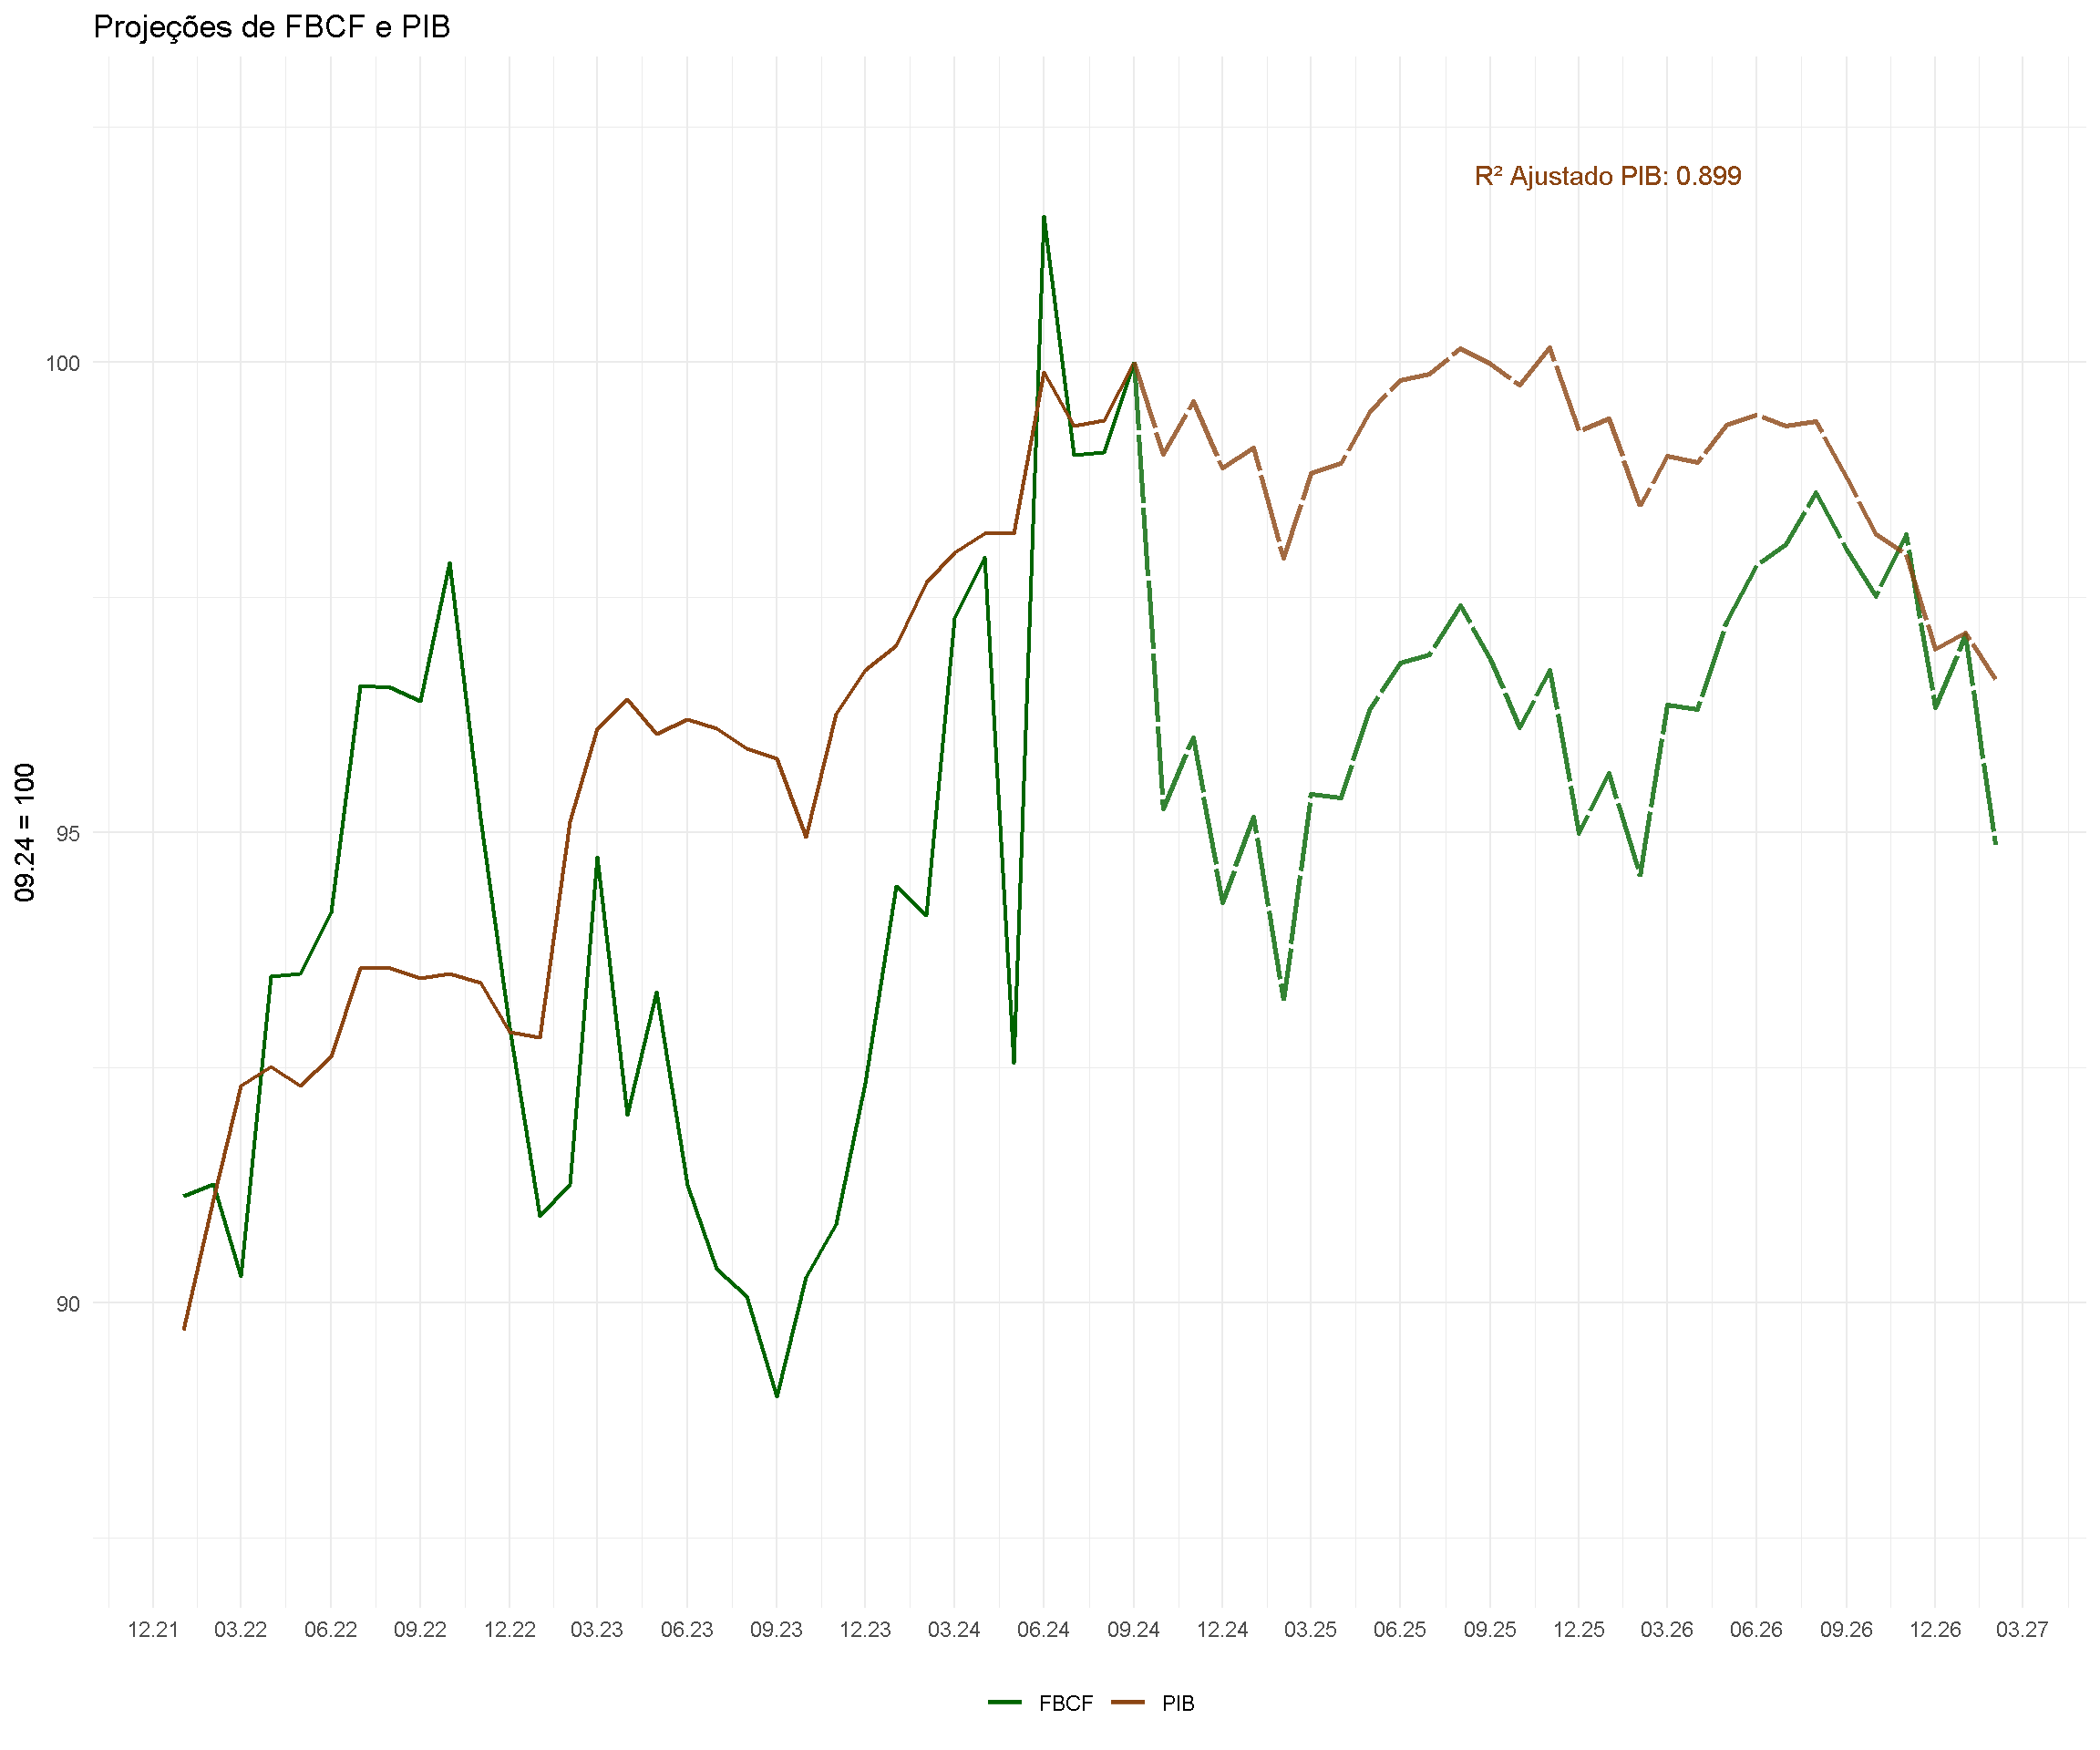 Projeções de FBCF e PIB
R² Ajustado PIB: 0.899
09.24 = 100
100
95
90
12.21 03.22 06.22 09.22 12.22 03.23 06.23 09.23 12.23 03.24 06.24 09.24 12.24 03.25 06.25 09.25 12.25 03.26 06.26 09.26 12.26 03.27
FBCF PIB